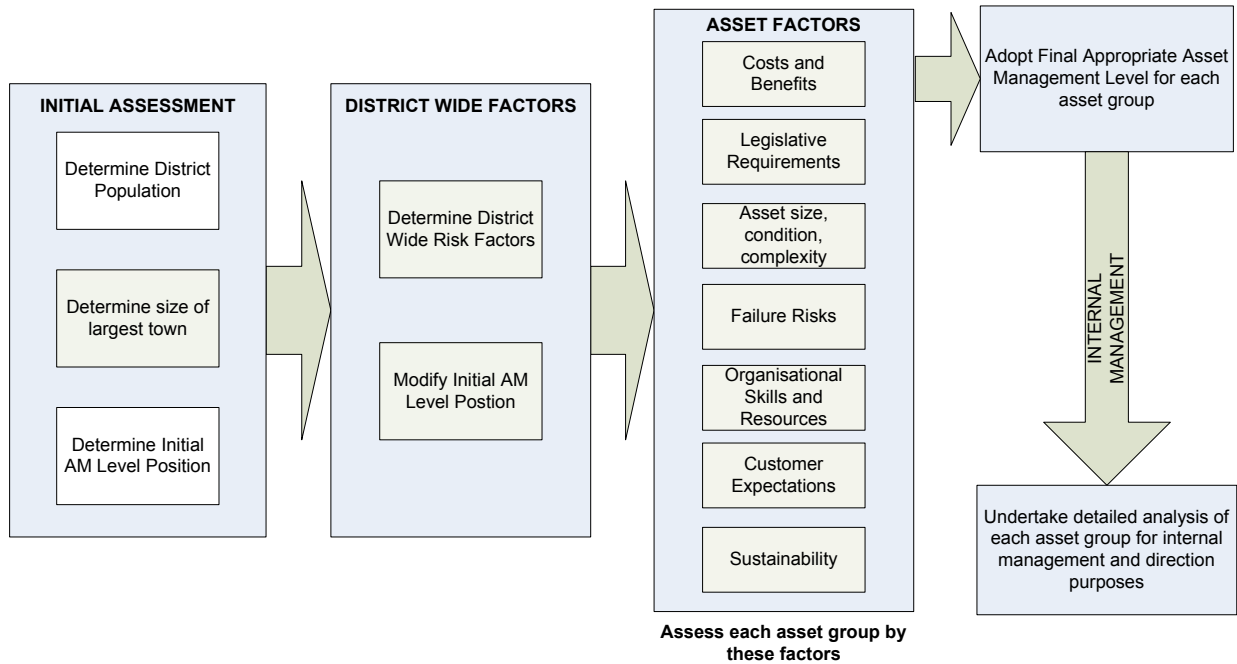 INITIAL ASSESSMENT
Determine District
Population
Determine size of
largest town
Determine Initial
AM Level Position
DISTRICT WIDE FACTORS
Determine District
Wide Risk Factors
Modify Initial AM
Level Postion
ASSET FACTORS
Costs and
Benefits
Legislative
Requirements
Asset size,
condition,
complexity
Failure Risks
Organisational
Skills and
Resources
Customer
Expectations
Sustainability
Assess each asset group by
these factors
Adopt Final Appropriate Asset
Management Level for each
asset group
INTERNAL
MANAGEMENT
Undertake detailed analysis of
each asset group for internal
management and direction
purposes